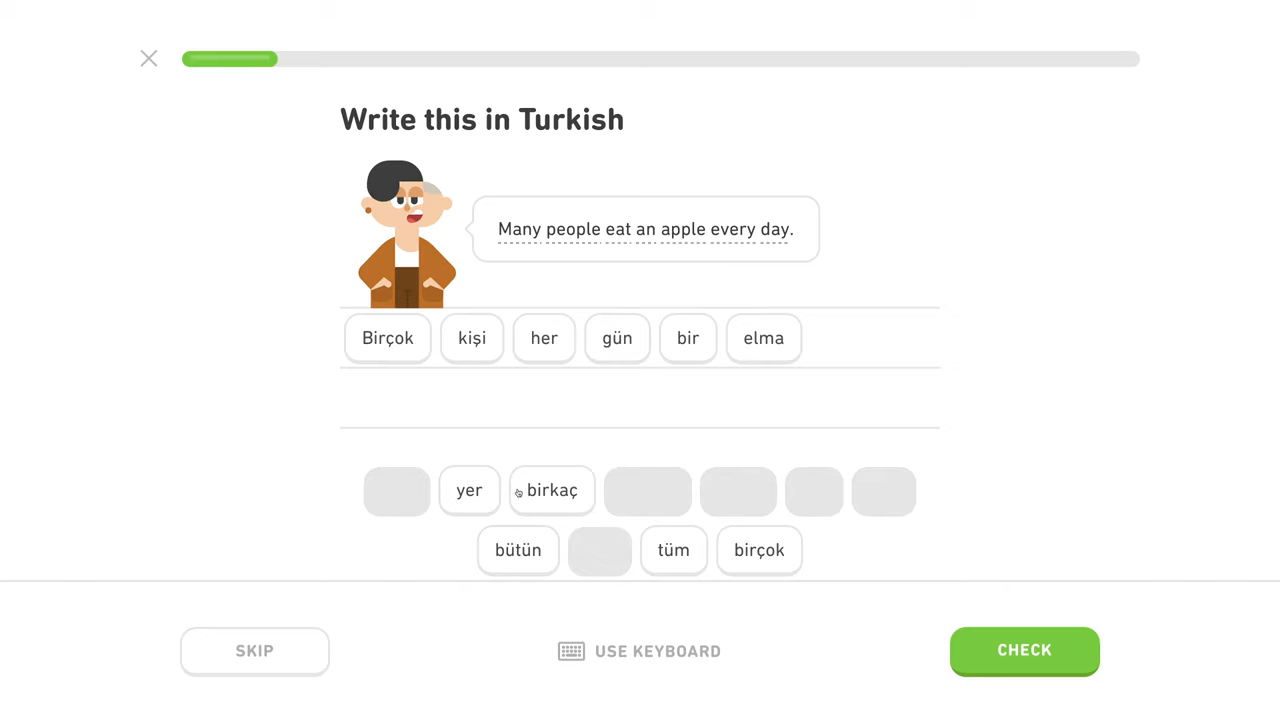 Write this in Turkish
Many people eat an apple every day.
Birçok kişi her gün bir elma
yer birkaç
bütün tüm birçok
SKIP USE KEYBOARD CHECK